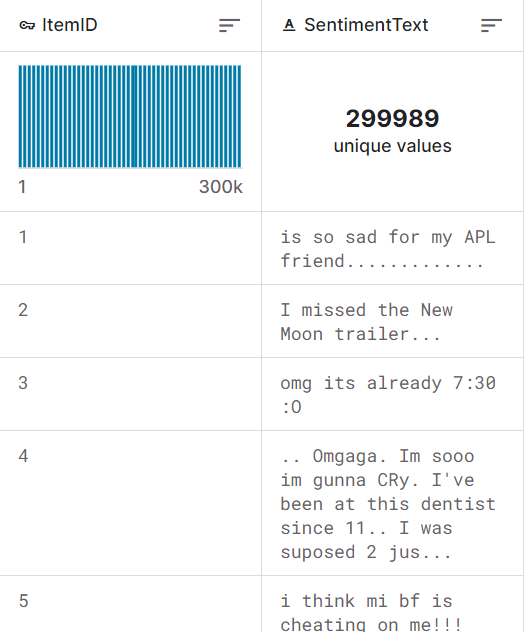 ItemID
SentimentText
1
300k
299989
unique values
1
is so sad for my APL
friend.............
2
I missed the New
Moon trailer...
3
omg its already 7:30
:O
4
.. Omgaga. Im sooo
im gunna CRy. I've
been at this dentist
since 11.. I was
suposed 2 jus...
5
i think mi bf is
cheating on me!!!